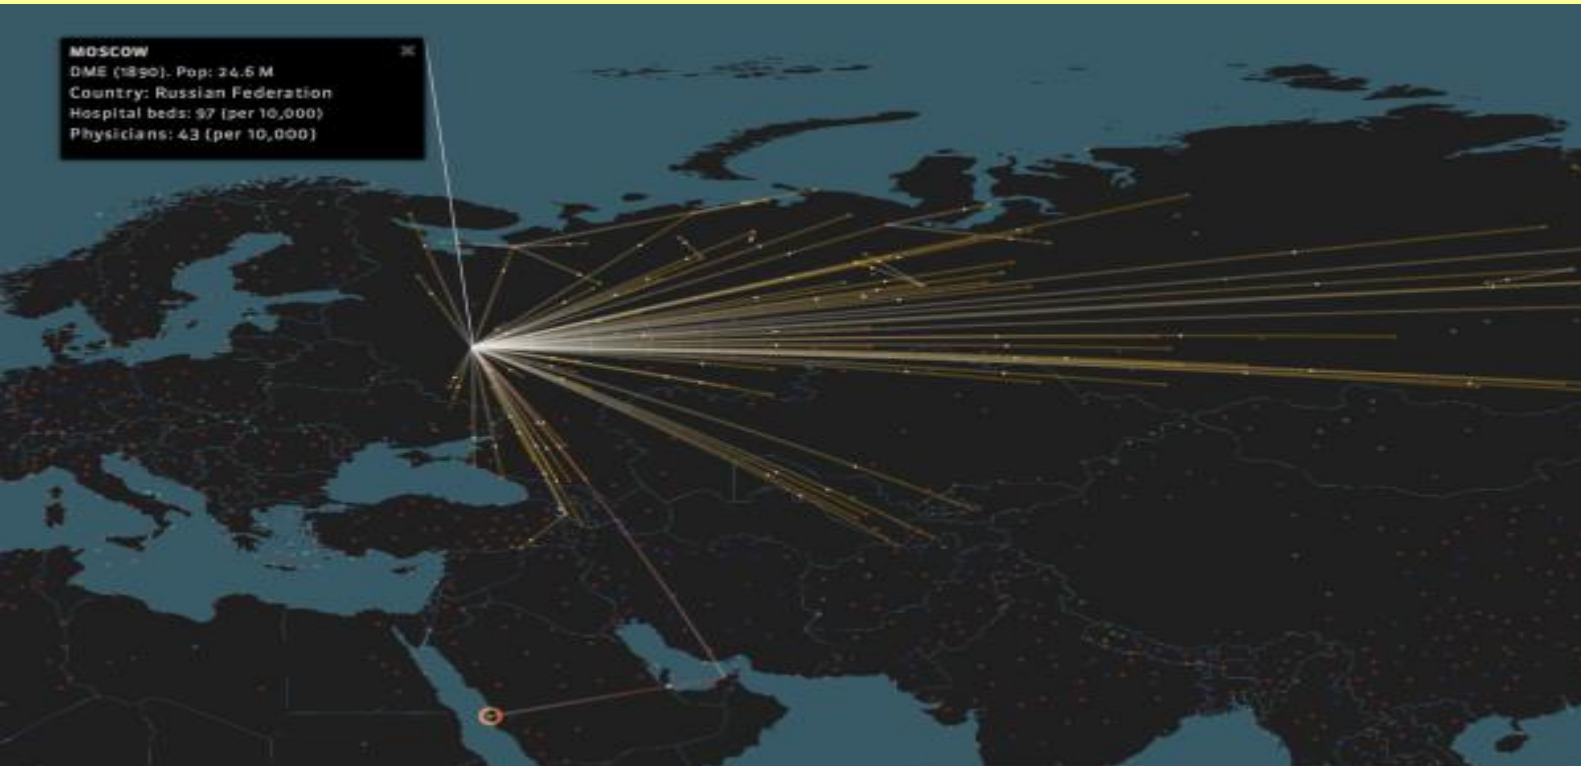 MOSCOW
DME (1890). Pop: 24.6 M
Country: Russian Federation
Hospital beds: 97 (per 10,000)
Physicians: 43 (per 10,000)